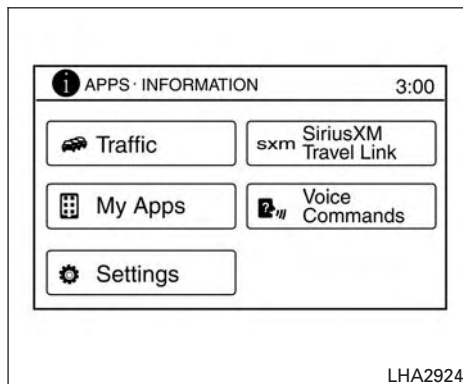 i APPS · INFORMATION 3:00
Traffic
sxm SiriusXM
Travel Link
My Apps
? Voice
Commands
Settings
LHA2924